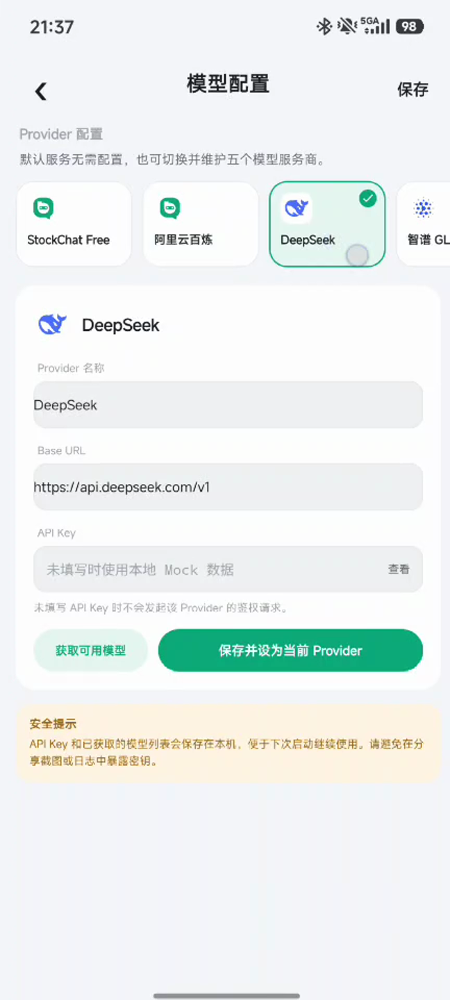 21:37
5GA
98
模型配置
保存
Provider 配置
默认服务无需配置，也可切换并维护五个模型服务商。
StockChat Free
阿里云百炼
DeepSeek
智谱 GL
DeepSeek
Provider 名称
DeepSeek
Base URL
https://api.deepseek.com/v1
API Key
未填写时使用本地 Mock 数据
查看
未填写 API Key 时不会发起该 Provider 的鉴权请求。
获取可用模型
保存并设为当前 Provider
安全提示
API Key 和已获取的模型列表会保存在本机，便于下次启动继续使用。请避免在分
享截图或日志中暴露密钥。